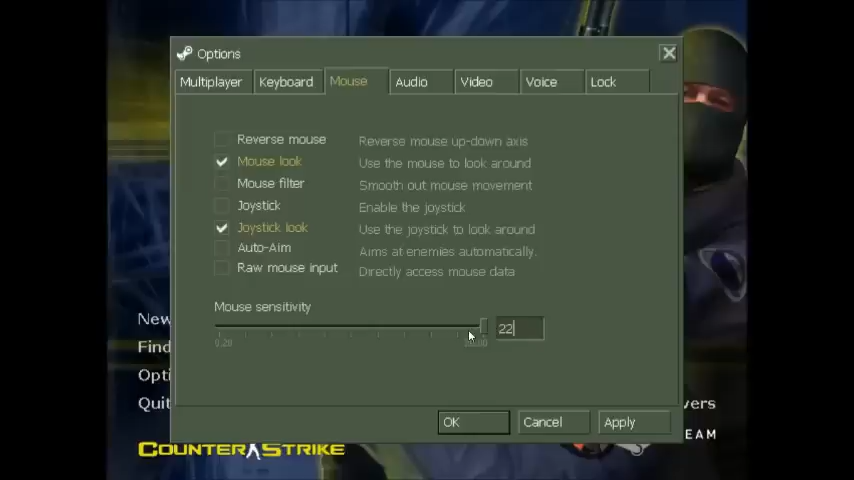 Options
Multiplayer Keyboard Mouse Audio Video Voice Lock
Reverse mouse Reverse mouse up-down axis
Mouse look Use the mouse to look around
Mouse filter Smooth out mouse movement
Joystick Enable the joystick
Joystick look Use the joystick to look around
Auto-Aim Aims at enemies automatically.
Raw mouse input Directly access mouse data
Mouse sensitivity
22
0.20
New
Find
Opti
Quit vers
OK Cancel Apply
EAM
COUNTER STRIKE